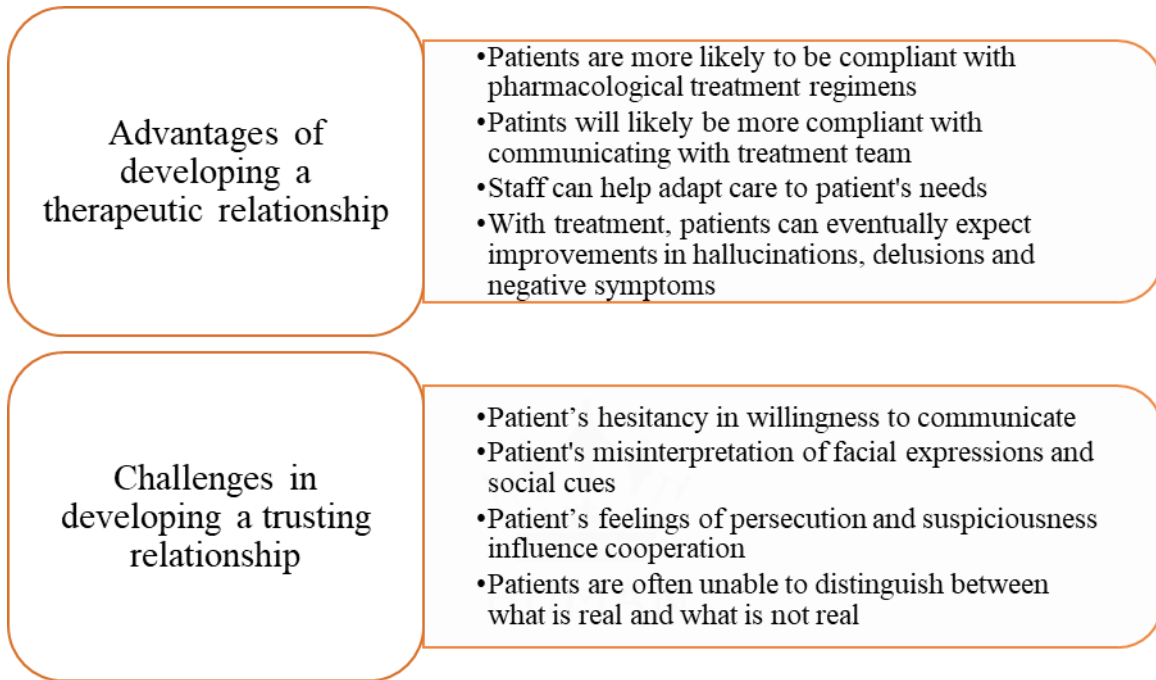 Advantages of
developing a
therapeutic relationship
•Patients are more likely to be compliant with
pharmacological treatment regimens
•Patints will likely be more compliant with
communicating with treatment team
•Staff can help adapt care to patient's needs
•With treatment, patients can eventually expect
improvements in hallucinations, delusions and
negative symptoms
Challenges in
developing a trusting
relationship
•Patient’s hesitancy in willingness to communicate
•Patient's misinterpretation of facial expressions and
social cues
•Patient’s feelings of persecution and suspiciousness
influence cooperation
•Patients are often unable to distinguish between
what is real and what is not real